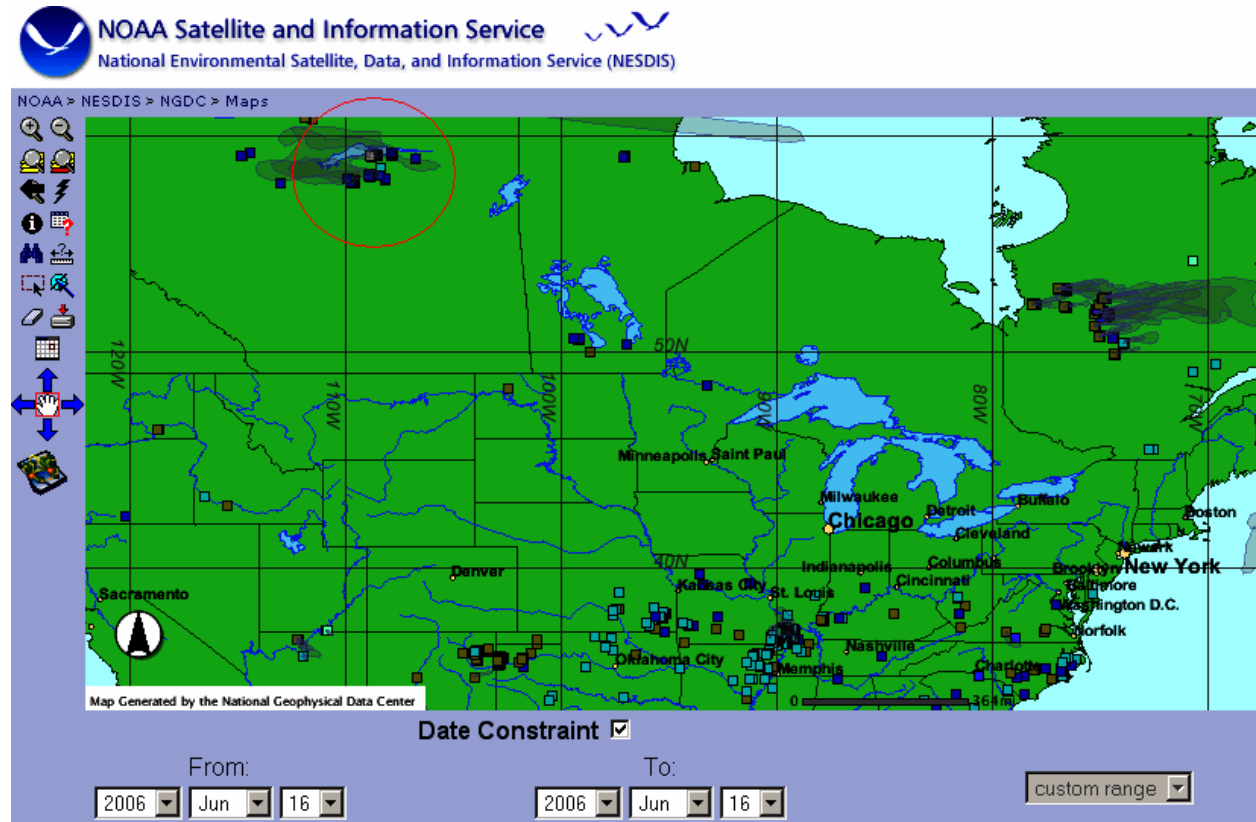 NOAA Satellite and Information Service
National Environmental Satellite, Data, and Information Service (NESDIS)
NOAA > NESDIS > NGDC > Maps
50N
120W
110W
100W
90W
80W
70W
Minneapolis Saint Paul
Milwaukee
Chicago
Detroit
Buffalo
Boston
Cleveland
40N
Newark
Denver
Indianapolis
Columbus
Brooklyn
New York
Sacramento
Kansas City
St. Louis
Cincinnati
Baltimore
Washington D.C.
Norfolk
Oklahoma City
Memphis
Nashville
Charlotte
Map Generated by the National Geophysical Data Center
0
364mi
Date Constraint
From:
To:
2006 Jun 16
2006 Jun 16
custom range